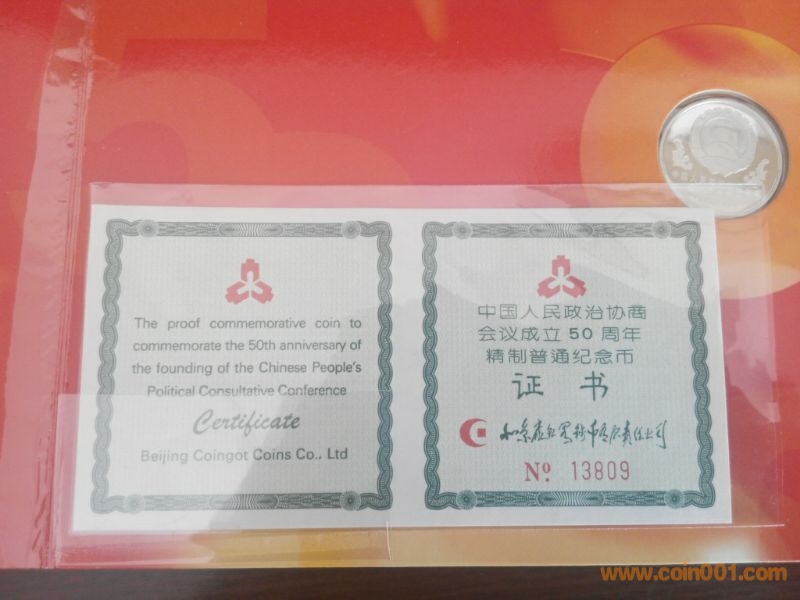 The proof commemorative coin to
commemorate the 50th anniversary of
the founding of the Chinese People's
Political Consultative Conference
Certificate
Beijing Coingot Coins Co., Ltd
中国人民政治协商
会议成立50周年
精制普通纪念币
证 书
No. 13809
www.coin001.com